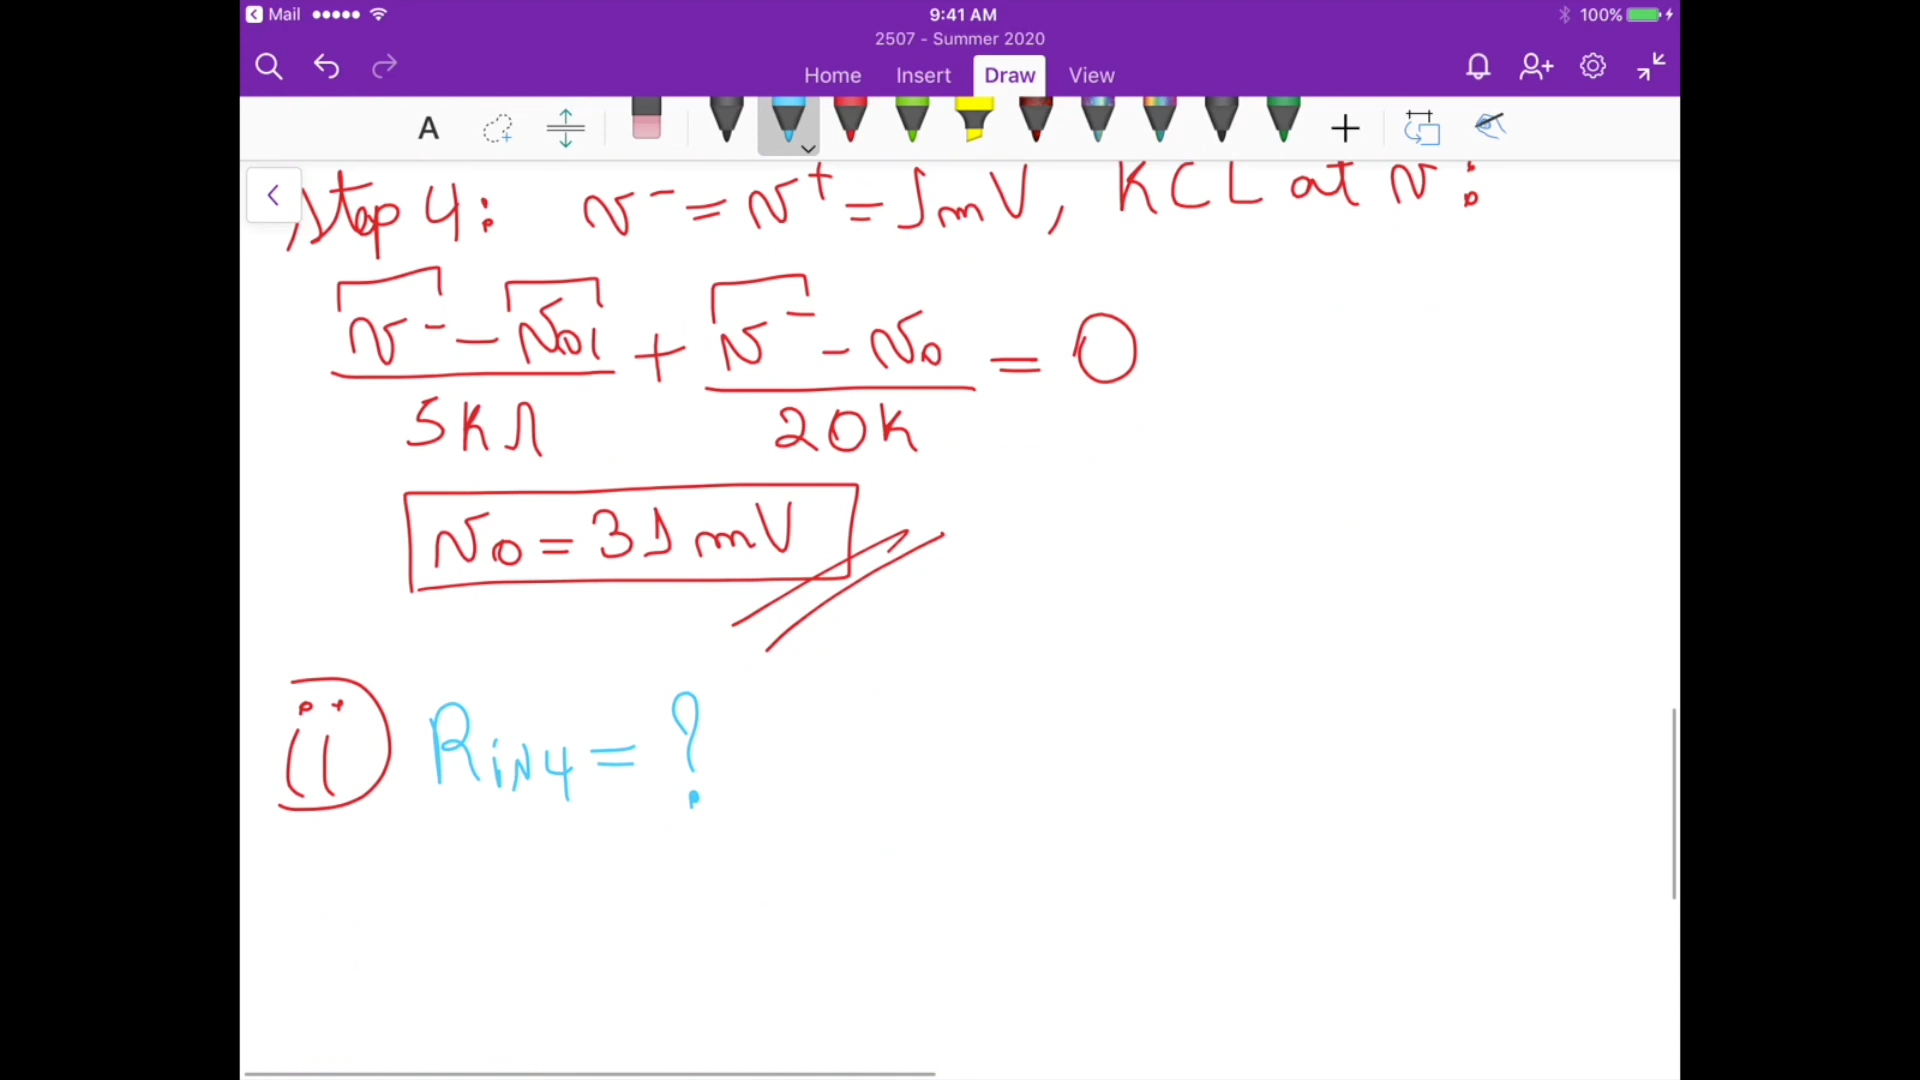 Mail 9:41 AM 100%
2507 - Summer 2020
Home Insert Draw View
A
Step 4: v⁻ = v⁺ = 1mV, KCL at v:
v⁻ - vo1 / 5kΩ + v⁻ - vo / 20k = 0
vo = 31 mV
ii RiN4 = ?